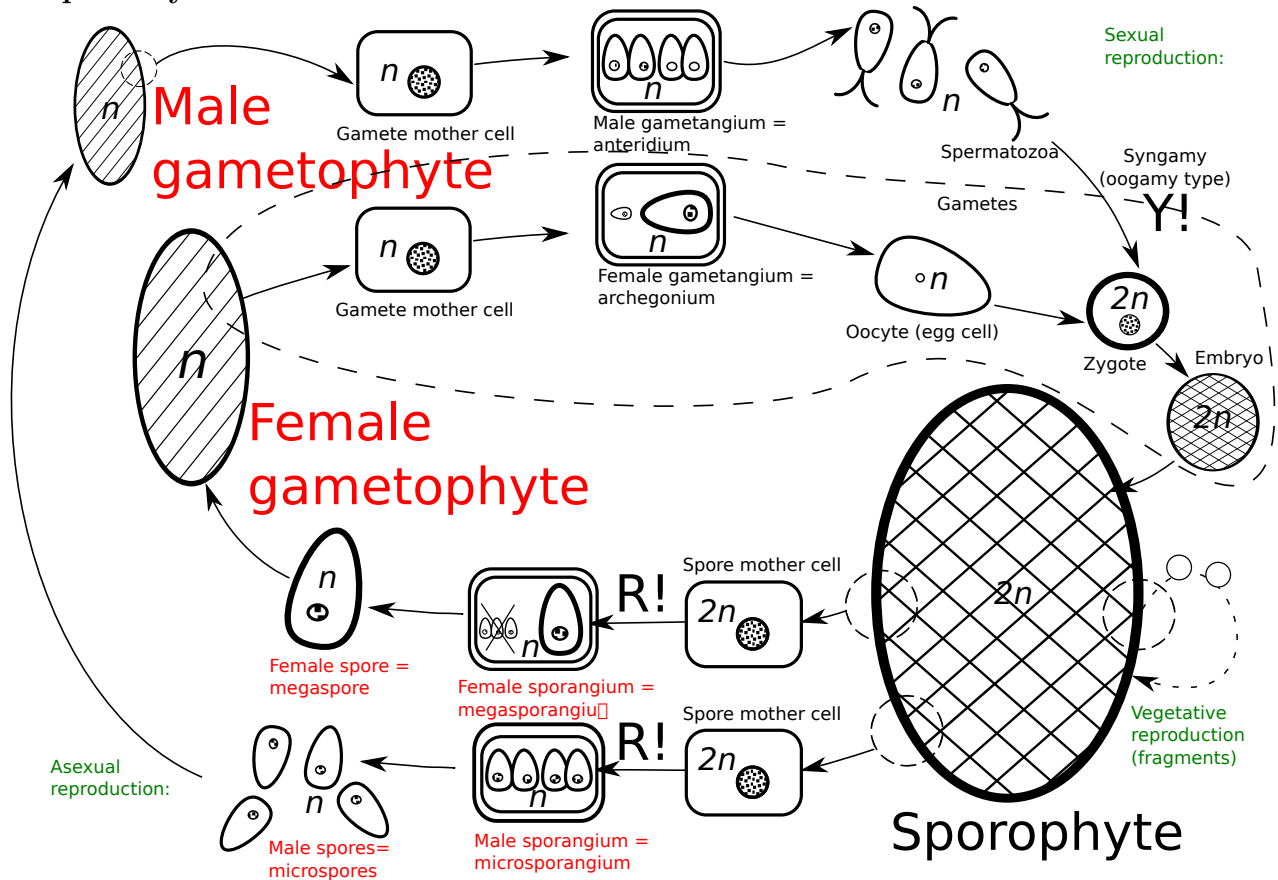 Sexual
reproduction:
n
Male
gametophyte
n
Gamete mother cell
n
Male gametangium =
anteridium
n
Spermatozoa
Syngamy
(oogamy type)
Y!
Gametes
n
Gamete mother cell
n
Female gametangium =
archegonium
n
Oocyte (egg cell)
2n
Zygote
Embryo
2n
n
Female
gametophyte
2n
Sporophyte
Spore mother cell
2n
R!
n
Female sporangium =
megasporangiu
n
Female spore =
megaspore
Spore mother cell
2n
R!
n
Male sporangium =
microsporangium
n
Male spores=
microspores
Asexual
reproduction:
Vegetative
reproduction
(fragments)